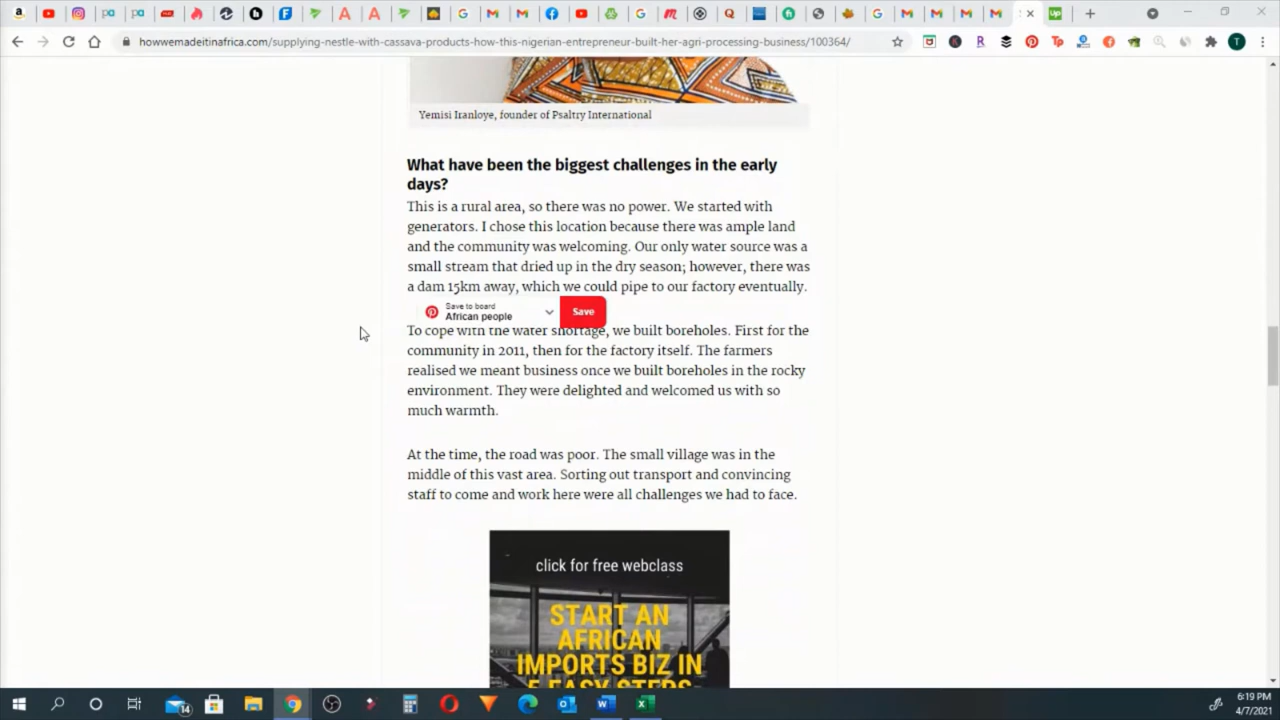 howwemadeitinafrica.com/supplying-nestle-with-cassava-products-how-this-nigerian-entrepreneur-built-her-agri-processing-business/100364/
Yemisi Iranloye, founder of Psaltry International
What have been the biggest challenges in the early
days?
This is a rural area, so there was no power. We started with
generators. I chose this location because there was ample land
and the community was welcoming. Our only water source was a
small stream that dried up in the dry season; however, there was
a dam 15km away, which we could pipe to our factory eventually.
Save to board
African people
Save
To cope with the water shortage, we built boreholes. First for the
community in 2011, then for the factory itself. The farmers
realised we meant business once we built boreholes in the rocky
environment. They were delighted and welcomed us with so
much warmth.
At the time, the road was poor. The small village was in the
middle of this vast area. Sorting out transport and convincing
staff to come and work here were all challenges we had to face.
click for free webclass
START AN
AFRICAN
IMPORTS BIZ IN
5 EASY STEPS
14
6:19 PM
4/7/2021